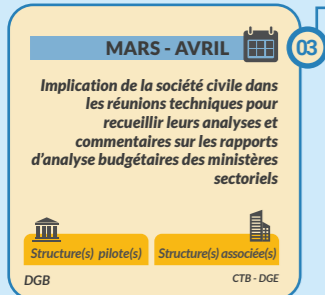 MARS - AVRIL
03
Implication de la société civile dans
les réunions techniques pour
recueillir leurs analyses et
commentaires sur les rapports
d'analyse budgétaires des ministères
sectoriels
Structure(s) pilote(s)
Structure(s) associée(s)
DGB
CTB - DGE